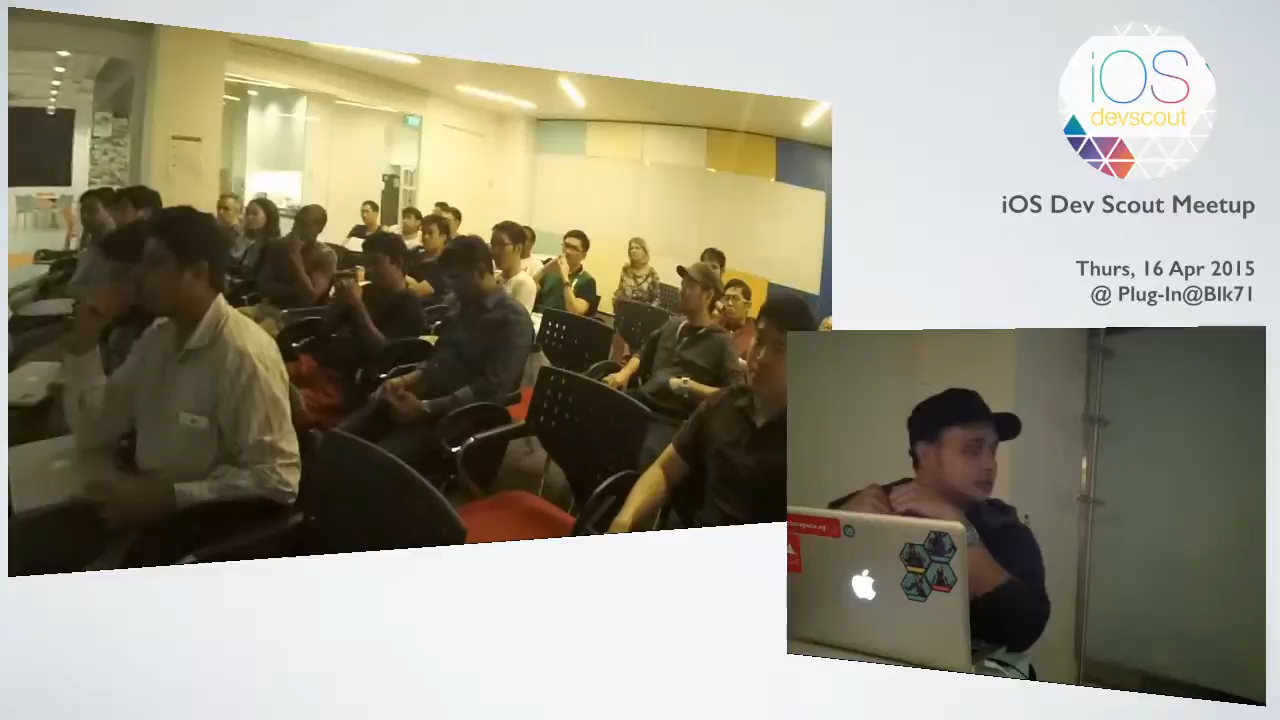 iOS
devscout
iOS Dev Scout Meetup
Thurs, 16 Apr 2015
@ Plug-In@Blk71